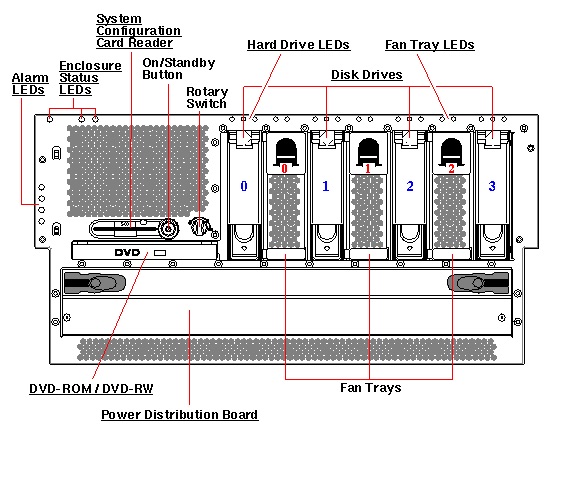 System
Configuration
Card Reader
On/Standby
Button
Hard Drive LEDs
Fan Tray LEDs
Enclosure
Status
LEDs
Alarm
LEDs
Rotary
Switch
Disk Drives
0
0
1
1
2
2
3
DVD
DVD-ROM / DVD-RW
Fan Trays
Power Distribution Board